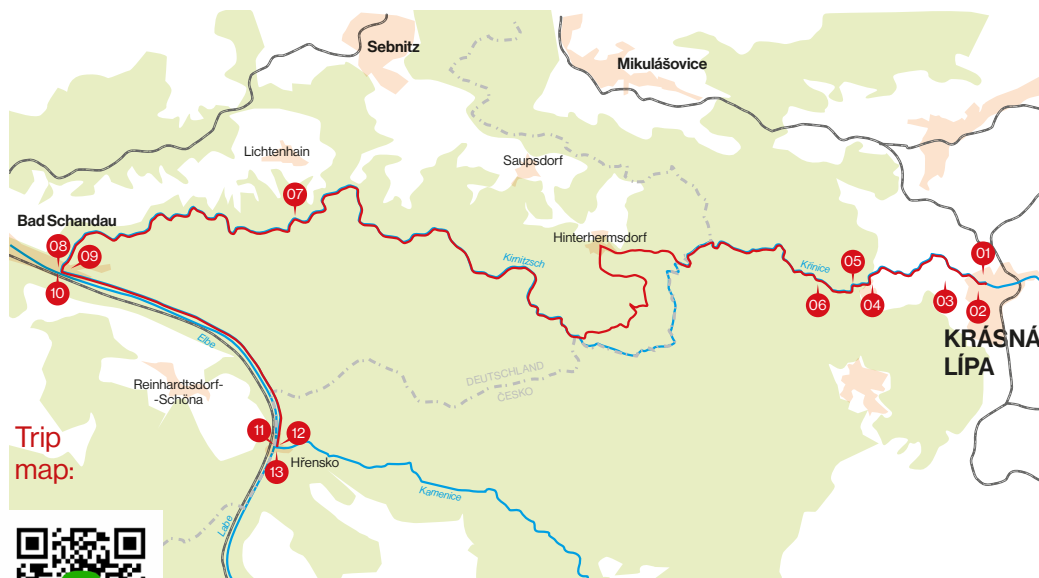 Sebnitz
Mikulášovice
Lichtenhain
Saupsdorf
07
Bad Schandau
Hinterhermsdorf
08
09
Kirnitzsch
Křinice
05
01
10
06
04
03
02
KRÁSNÁ
LÍPA
Elbe
DEUTSCHLAND
ČESKO
Reinhardtsdorf-
-Schöna
Trip
map:
11
12
Hřensko
13
Kamenice
Labe